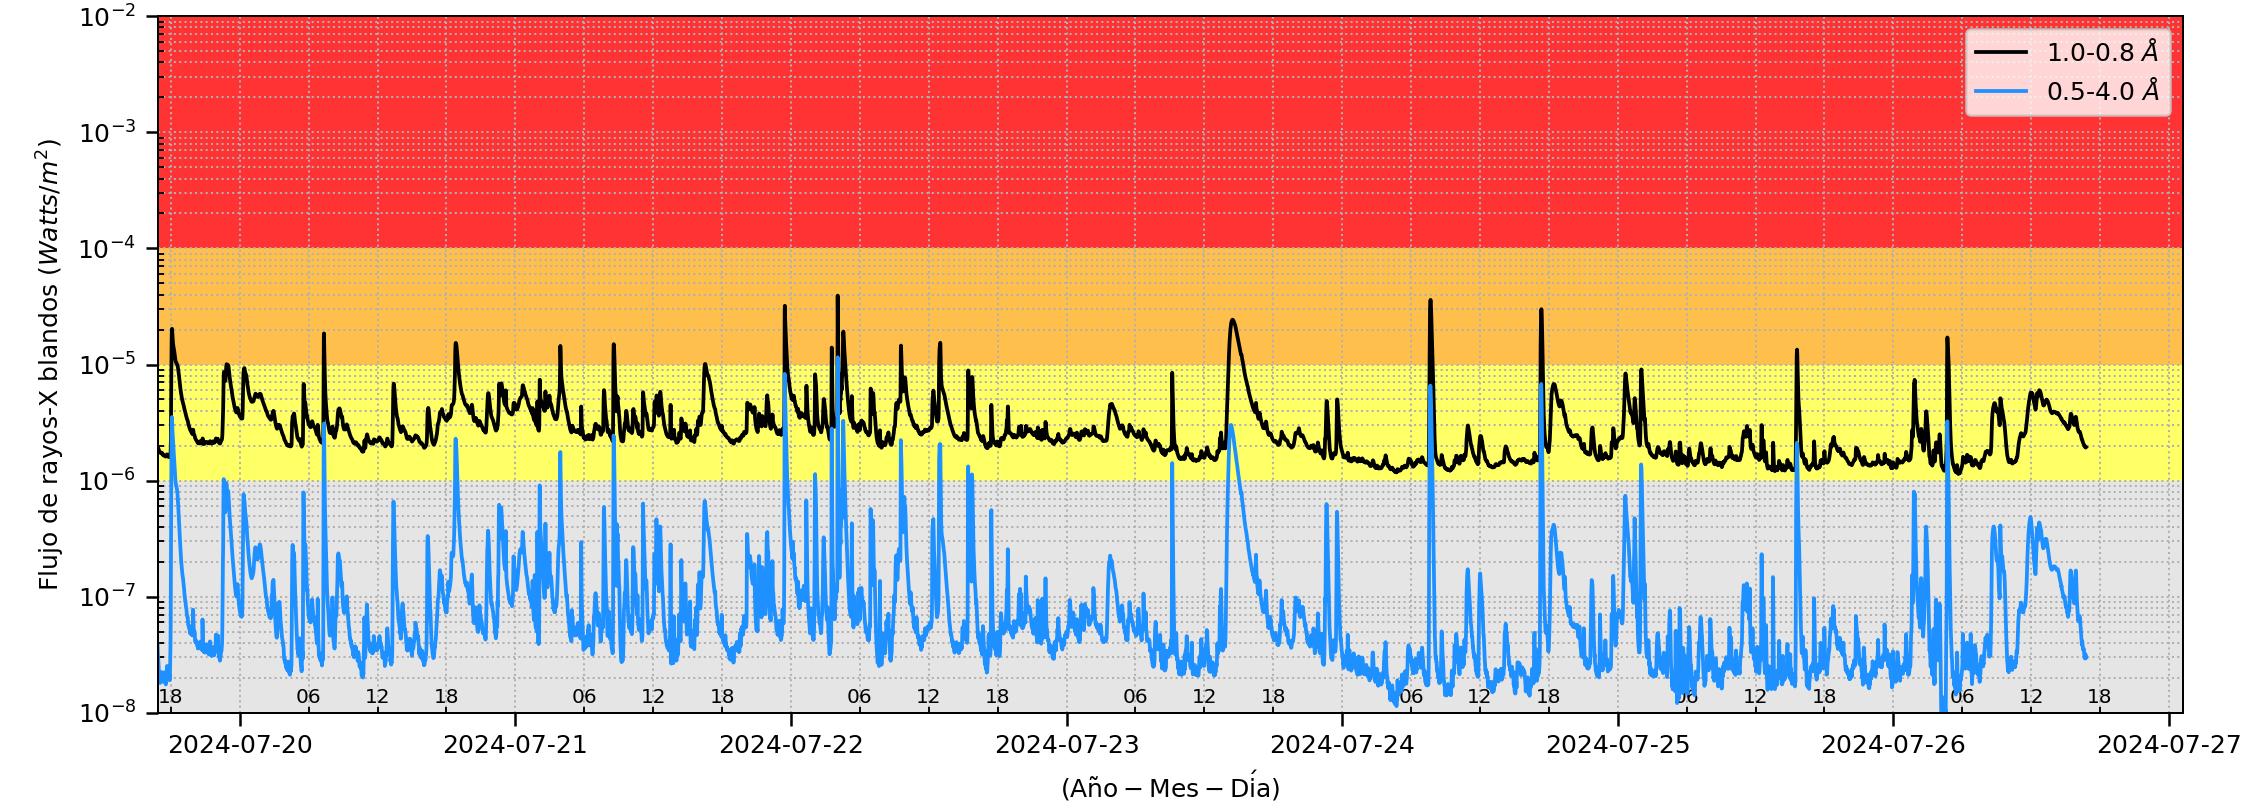 10⁻²
1.0-0.8 Å
0.5-4.0 Å
10⁻³
10⁻⁴
10⁻⁵
10⁻⁶
10⁻⁷
10⁻⁸
Flujo de rayos-X blandos (Watts/m²)
18 06 12 18 06 12 18 06 12 18 06 12 18 06 12 18 06 12 18 06 12 18
2024-07-20 2024-07-21 2024-07-22 2024-07-23 2024-07-24 2024-07-25 2024-07-26 2024-07-27
(Año − Mes − Día)